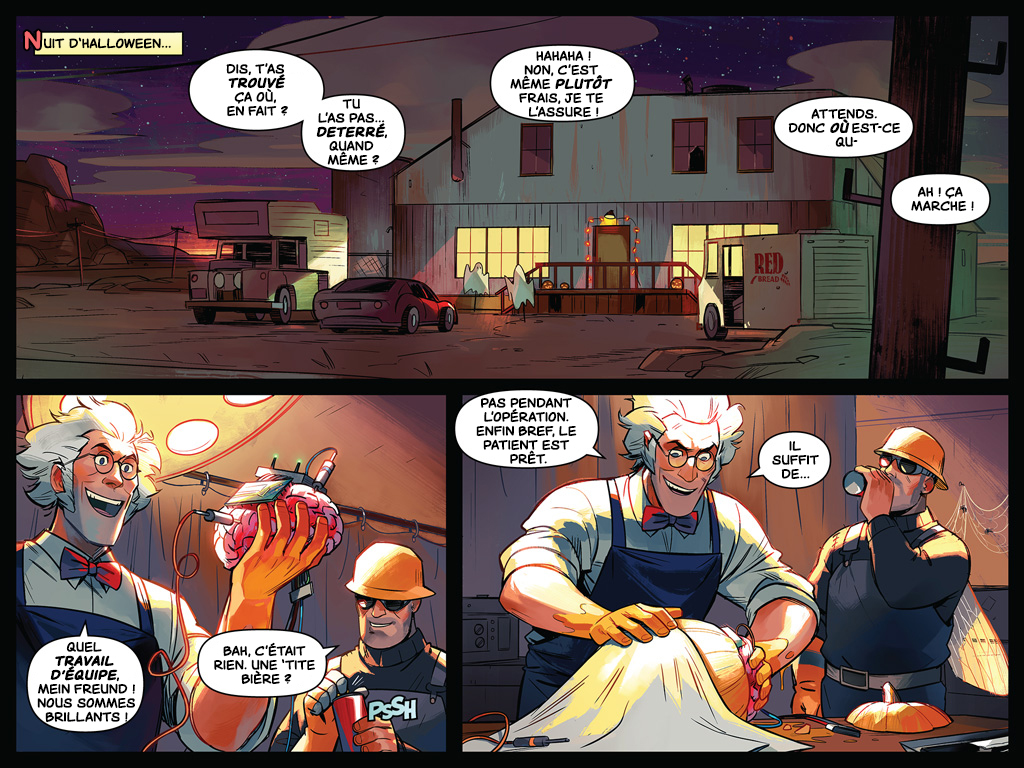 NUIT D'HALLOWEEN...
DIS, T'AS
TROUVÉ
ÇA OÙ,
EN FAIT ?
TU
L'AS PAS...
DETERRÉ,
QUAND
MÊME ?
HAHAHA !
NON, C'EST
MÊME PLUTÔT
FRAIS, JE TE
L'ASSURE !
ATTENDS.
DONC OÙ EST-CE
QU-
AH ! ÇA
MARCHE !
RED
BREAD
QUEL
TRAVAIL
D'ÉQUIPE,
MEIN FREUND !
NOUS SOMMES
BRILLANTS !
BAH, C'ÉTAIT
RIEN. UNE 'TITE
BIÈRE ?
PSSH
PAS PENDANT
L'OPÉRATION.
ENFIN BREF, LE
PATIENT EST
PRÊT.
IL
SUFFIT
DE...